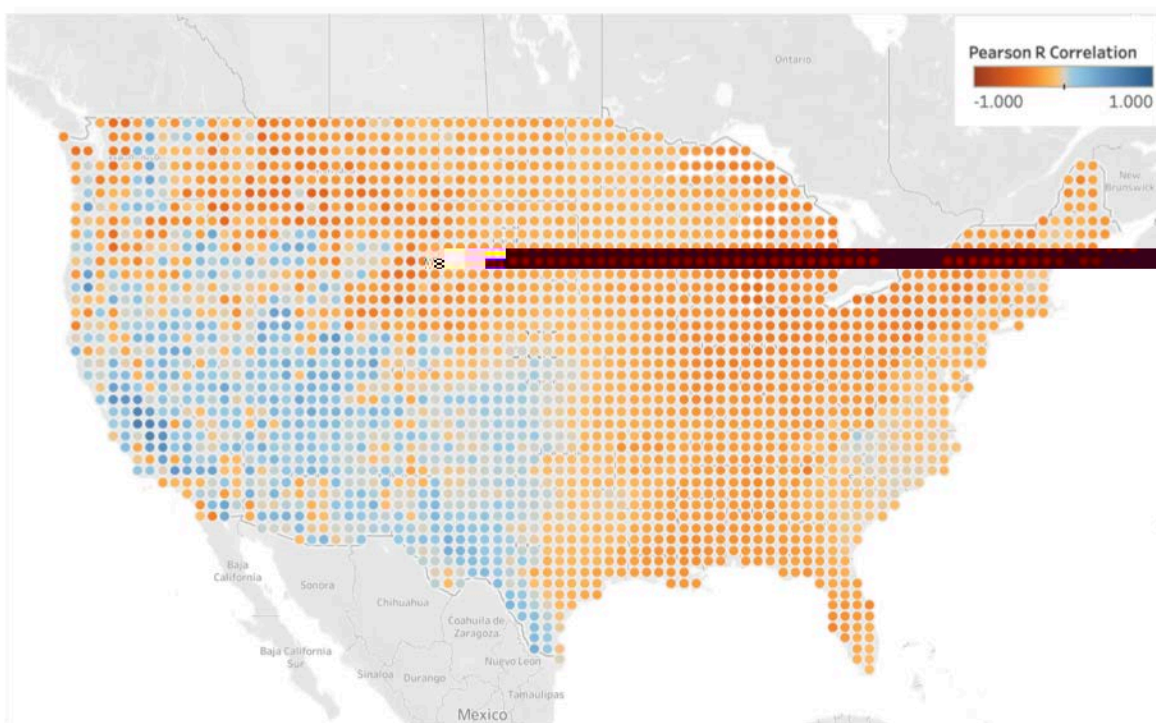 Pearson R Correlation
-1.000 1.000
Ontario
New
Brunswick
Baja
California
Sonora
Chihuahua
Coahuila de
Zaragoza
Baja California
Sur
Sinaloa
Durango
Nuevo León
Tamaulipas
Mexico